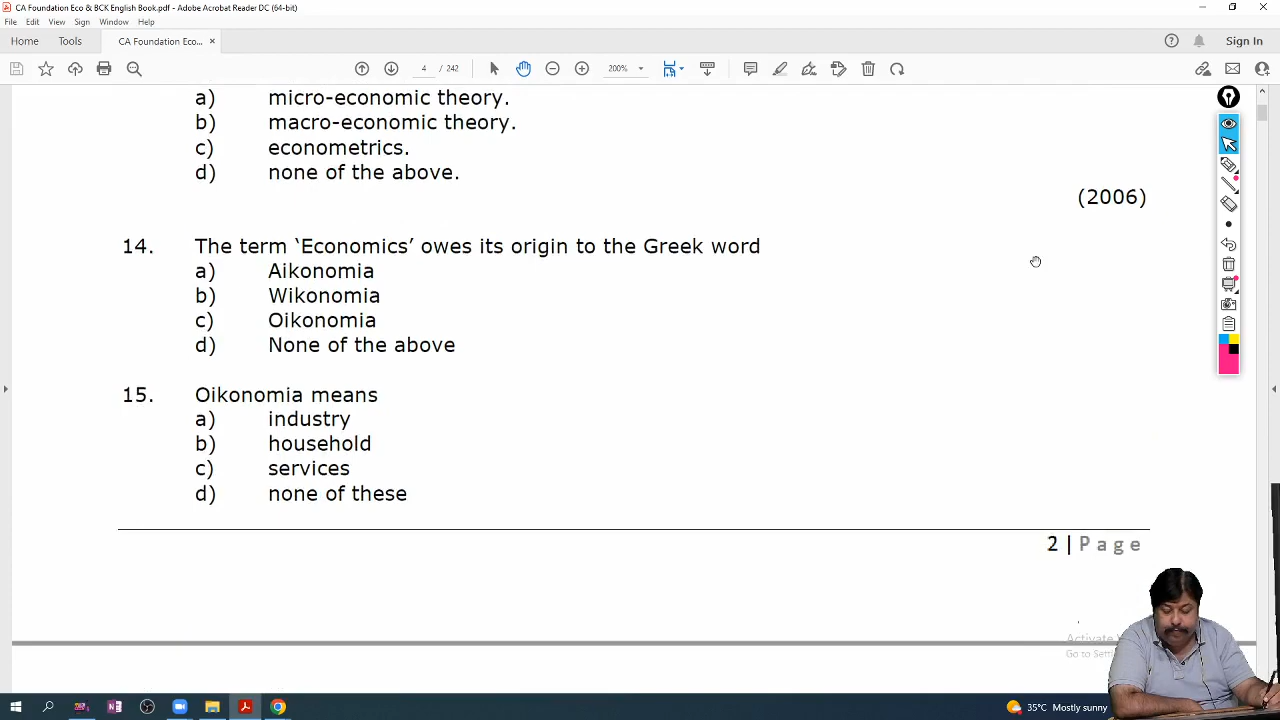 CA Foundation Eco & BCK English Book.pdf - Adobe Acrobat Reader DC (64-bit)
File Edit View Sign Window Help
Home Tools CA Foundation Eco... × Sign In
4 / 242 200%
a) micro-economic theory.
b) macro-economic theory.
c) econometrics.
d) none of the above.
(2006)
14. The term ‘Economics’ owes its origin to the Greek word
a) Aikonomia
b) Wikonomia
c) Oikonomia
d) None of the above
15. Oikonomia means
a) industry
b) household
c) services
d) none of these
2 | Page
Activate
Go to
35°C Mostly sunny